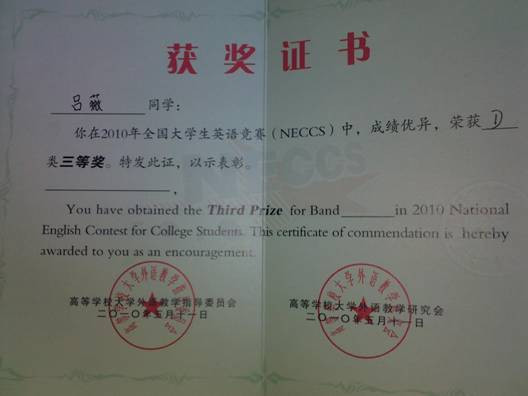 获奖证书
吕薇 同学：
你在2010年全国大学生英语竞赛（NECCS）中，成绩优异，荣获 D
类三等奖。特发此证，以示表彰。
NECCS
，
You have obtained the Third Prize for Band in 2010 National
English Contest for College Students. This certificate of commendation is hereby
awarded to you as an encouragement.
高等学校大学外语教学指导委员会
二〇一〇年五月十一日
高等学校大学外语教学研究会
二〇一〇年五月十一日